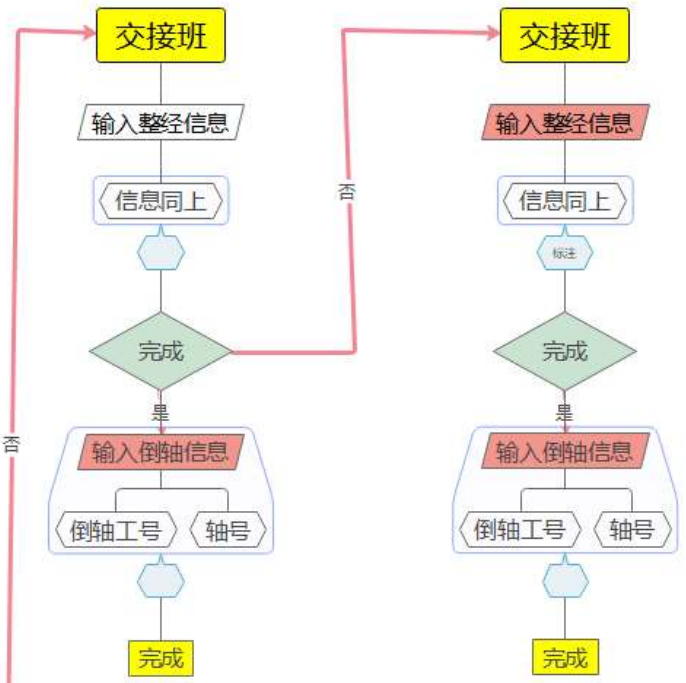 交接班
输入整经信息
信息同上
完成
否
是
输入倒轴信息
倒轴工号
轴号
完成
否
交接班
输入整经信息
信息同上
标注
完成
是
输入倒轴信息
倒轴工号
轴号
完成